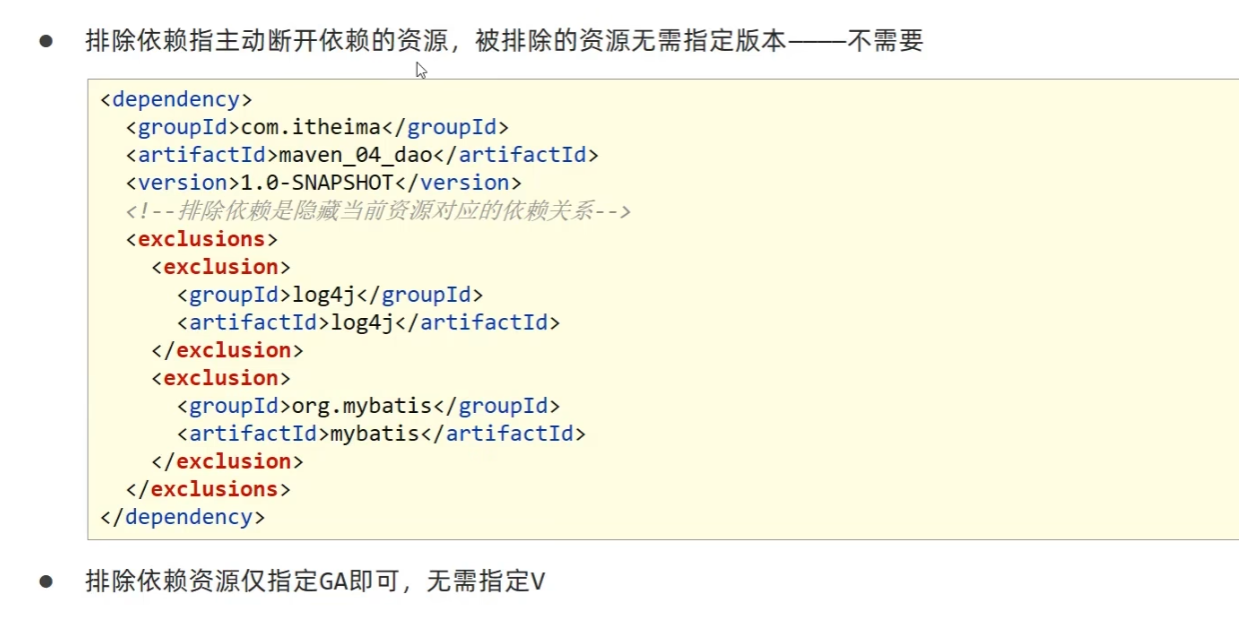 ● 排除依赖指主动断开依赖的资源，被排除的资源无需指定版本————不需要
<dependency>
  <groupId>com.itheima</groupId>
  <artifactId>maven_04_dao</artifactId>
  <version>1.0-SNAPSHOT</version>
  <!--排除依赖是隐藏当前资源对应的依赖关系-->
  <exclusions>
    <exclusion>
      <groupId>log4j</groupId>
      <artifactId>log4j</artifactId>
    </exclusion>
    <exclusion>
      <groupId>org.mybatis</groupId>
      <artifactId>mybatis</artifactId>
    </exclusion>
  </exclusions>
</dependency>
● 排除依赖资源仅指定GA即可，无需指定V